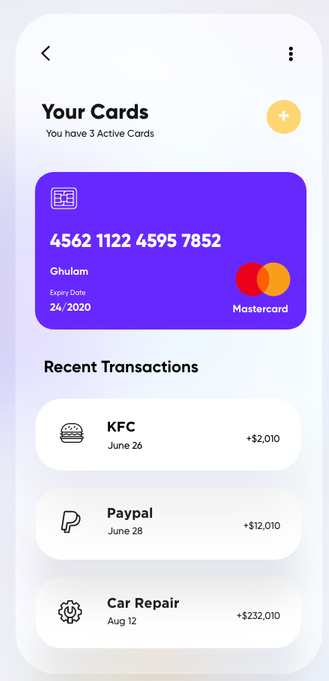 Your Cards
+
You have 3 Active Cards
4562 1122 4595 7852
Ghulam
Expiry Date
24/2020
Mastercard
Recent Transactions
KFC
June 26
+$2,010
Paypal
June 28
+$12,010
Car Repair
Aug 12
+$232,010